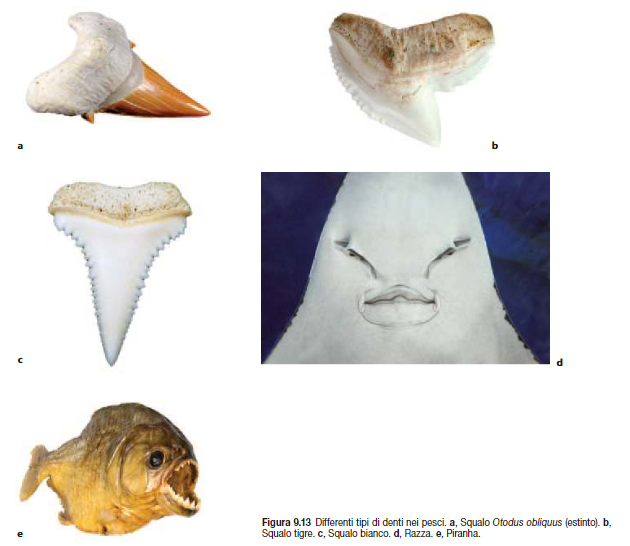 a
b
c
d
e
Figura 9.13 Differenti tipi di denti nei pesci. a, Squalo Otodus obliquus (estinto). b,
Squalo tigre. c, Squalo bianco. d, Razza. e, Piranha.